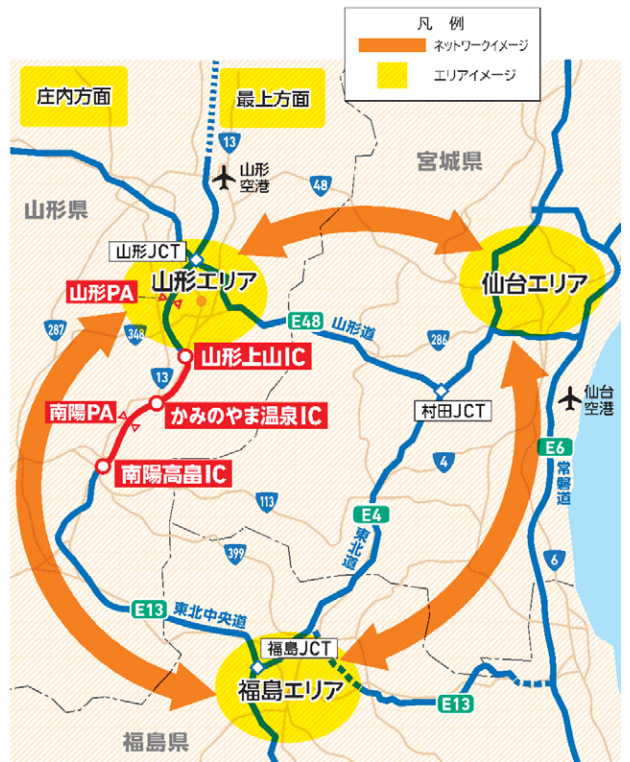 凡 例
ネットワークイメージ
エリアイメージ
庄内方面
最上方面
13
山形
空港
宮城県
48
山形県
山形JCT
山形エリア
仙台エリア
山形PA
287
348
E48
山形道
286
山形上山IC
13
村田JCT
仙台
空港
南陽PA
かみのやま温泉IC
E6
常磐道
4
南陽高畠IC
113
E4
東北道
399
6
E13
東北中央道
福島JCT
福島エリア
E13
福島県